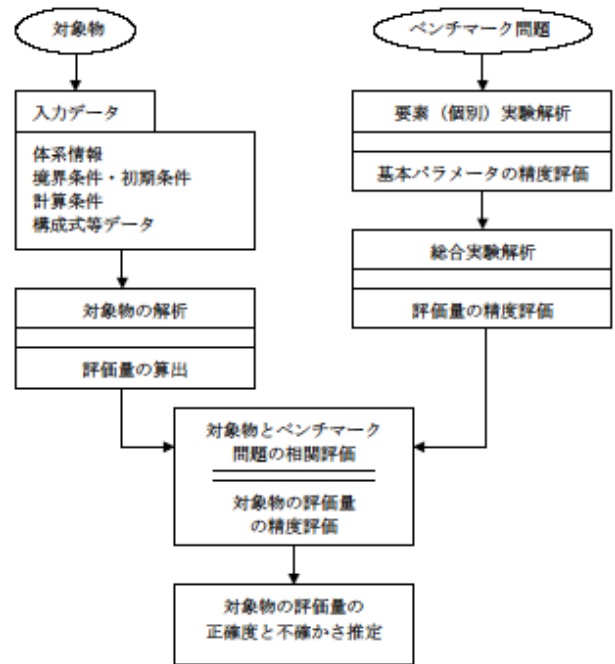 対象物
入力データ
体系情報
境界条件・初期条件
計算条件
構成式等データ
対象物の解析
評価量の算出
ベンチマーク問題
要素（個別）実験解析
基本パラメータの精度評価
総合実験解析
評価量の精度評価
対象物とベンチマーク
問題の相関評価
対象物の評価量
の精度評価
対象物の評価量の
正確度と不確かさ推定